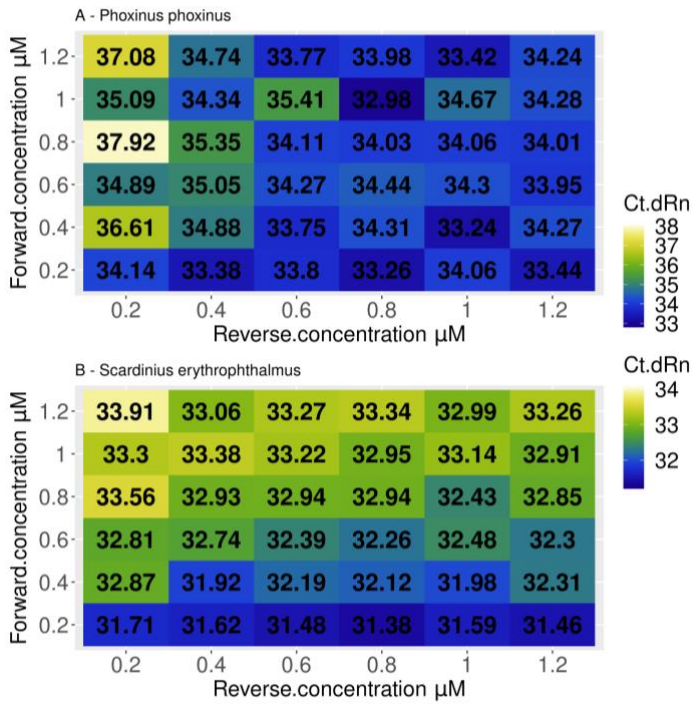 A - Phoxinus phoxinus
Forward.concentration µM
1.2 37.08 34.74 33.77 33.98 33.42 34.24
1 35.09 34.34 35.41 32.98 34.67 34.28
0.8 37.92 35.35 34.11 34.03 34.06 34.01
0.6 34.89 35.05 34.27 34.44 34.3 33.95
0.4 36.61 34.88 33.75 34.31 33.24 34.27
0.2 34.14 33.38 33.8 33.26 34.06 33.44
0.2 0.4 0.6 0.8 1 1.2
Reverse.concentration µM
Ct.dRn
38
37
36
35
34
33
B - Scardinius erythrophthalmus
Forward.concentration µM
1.2 33.91 33.06 33.27 33.34 32.99 33.26
1 33.3 33.38 33.22 32.95 33.14 32.91
0.8 33.56 32.93 32.94 32.94 32.43 32.85
0.6 32.81 32.74 32.39 32.26 32.48 32.3
0.4 32.87 31.92 32.19 32.12 31.98 32.31
0.2 31.71 31.62 31.48 31.38 31.59 31.46
0.2 0.4 0.6 0.8 1 1.2
Reverse.concentration µM
Ct.dRn
34
33
32